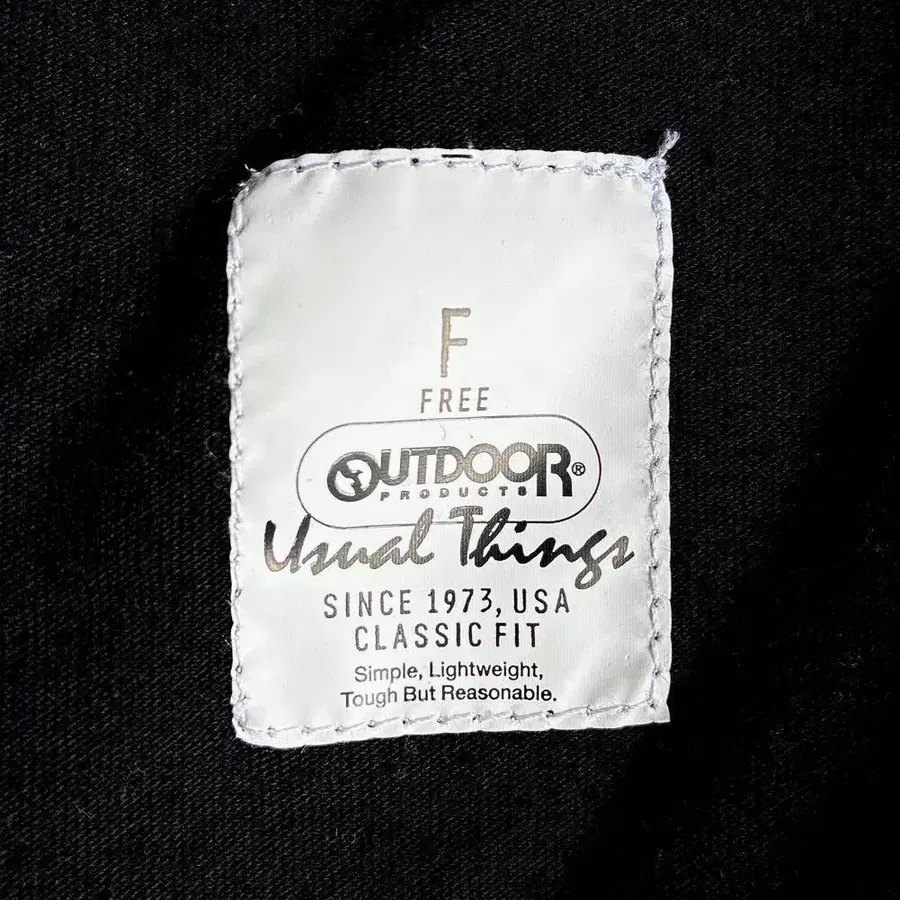 F
FREE
OUTDOOR®
PRODUCTS
Usual Things
SINCE 1973, USA
CLASSIC FIT
Simple, Lightweight,
Tough But Reasonable.